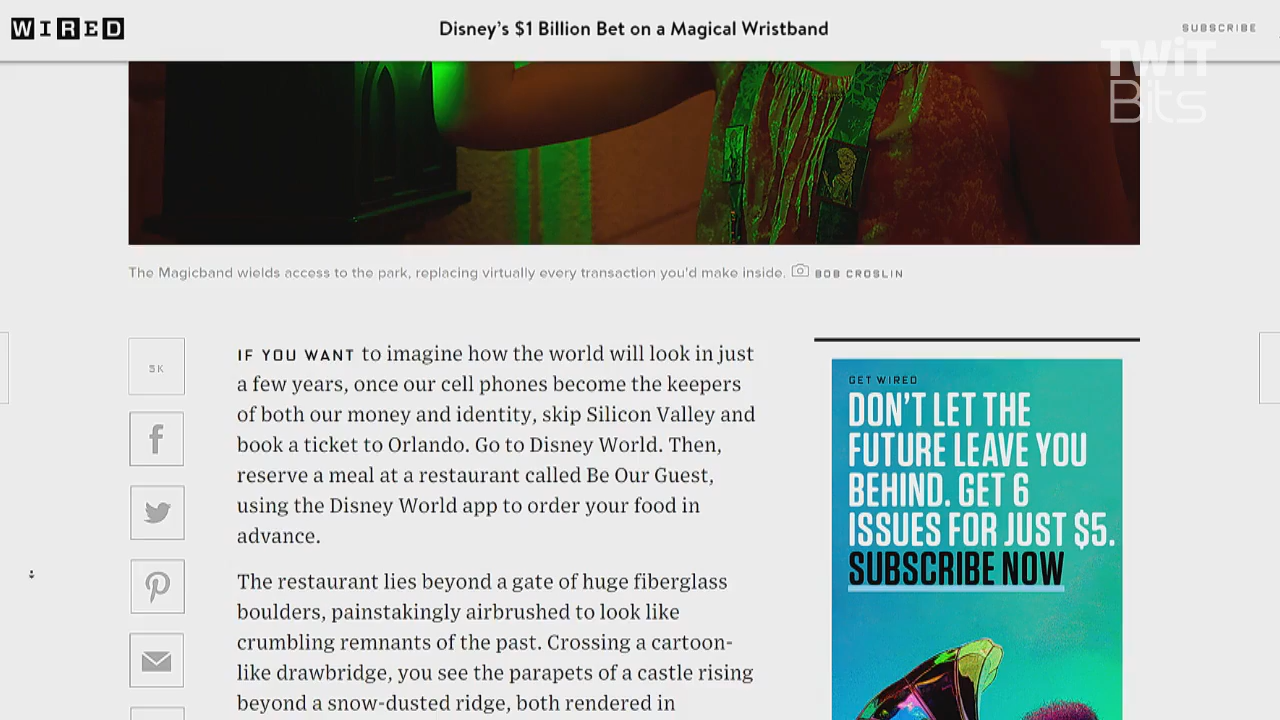 WIRED
Disney's $1 Billion Bet on a Magical Wristband
SUBSCRIBE
TWiT
Bits
The Magicband wields access to the park, replacing virtually every transaction you'd make inside. BOB CROSLIN
5K
IF YOU WANT to imagine how the world will look in just
a few years, once our cell phones become the keepers
of both our money and identity, skip Silicon Valley and
book a ticket to Orlando. Go to Disney World. Then,
reserve a meal at a restaurant called Be Our Guest,
using the Disney World app to order your food in
advance.
The restaurant lies beyond a gate of huge fiberglass
boulders, painstakingly airbrushed to look like
crumbling remnants of the past. Crossing a cartoon-
like drawbridge, you see the parapets of a castle rising
beyond a snow-dusted ridge, both rendered in
GET WIRED
DON'T LET THE
FUTURE LEAVE YOU
BEHIND. GET 6
ISSUES FOR JUST $5.
SUBSCRIBE NOW